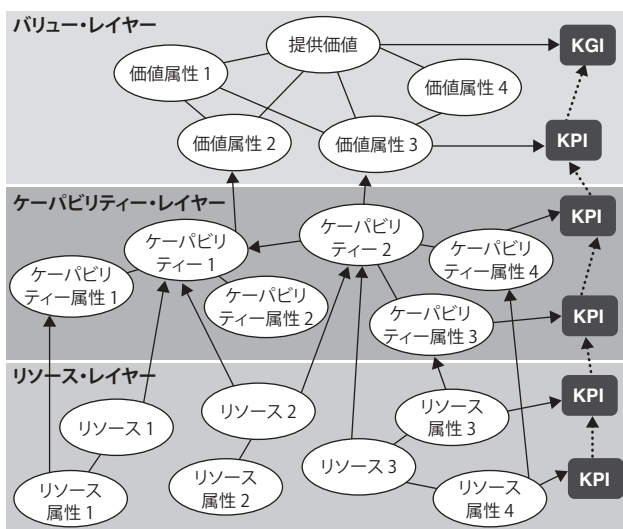 バリュー・レイヤー
提供価値
KGI
価値属性1
価値属性4
価値属性2
価値属性3
KPI
ケーパビリティー・レイヤー
KPI
ケーパビリ
ティー1
ケーパビリ
ティー2
ケーパビリ
ティー属性4
ケーパビリ
ティー属性1
ケーパビリ
ティー属性2
ケーパビリ
ティー属性3
KPI
リソース・レイヤー
KPI
リソース1
リソース2
リソース
属性3
リソース3
KPI
リソース
属性1
リソース
属性2
リソース
属性4